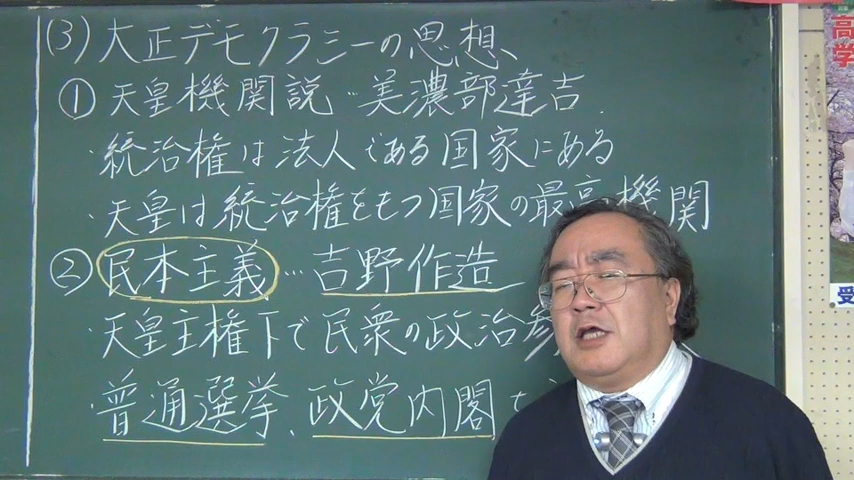 (3) 大正デモクラシーの思想、
① 天皇機関説…美濃部達吉.
・統治権は法人である国家にある
・天皇は統治権をもつ国家の最高機関
② 民本主義…吉野作造
・天皇主権下で民衆の政治参
・普通選挙、政党内閣を
高
学
受